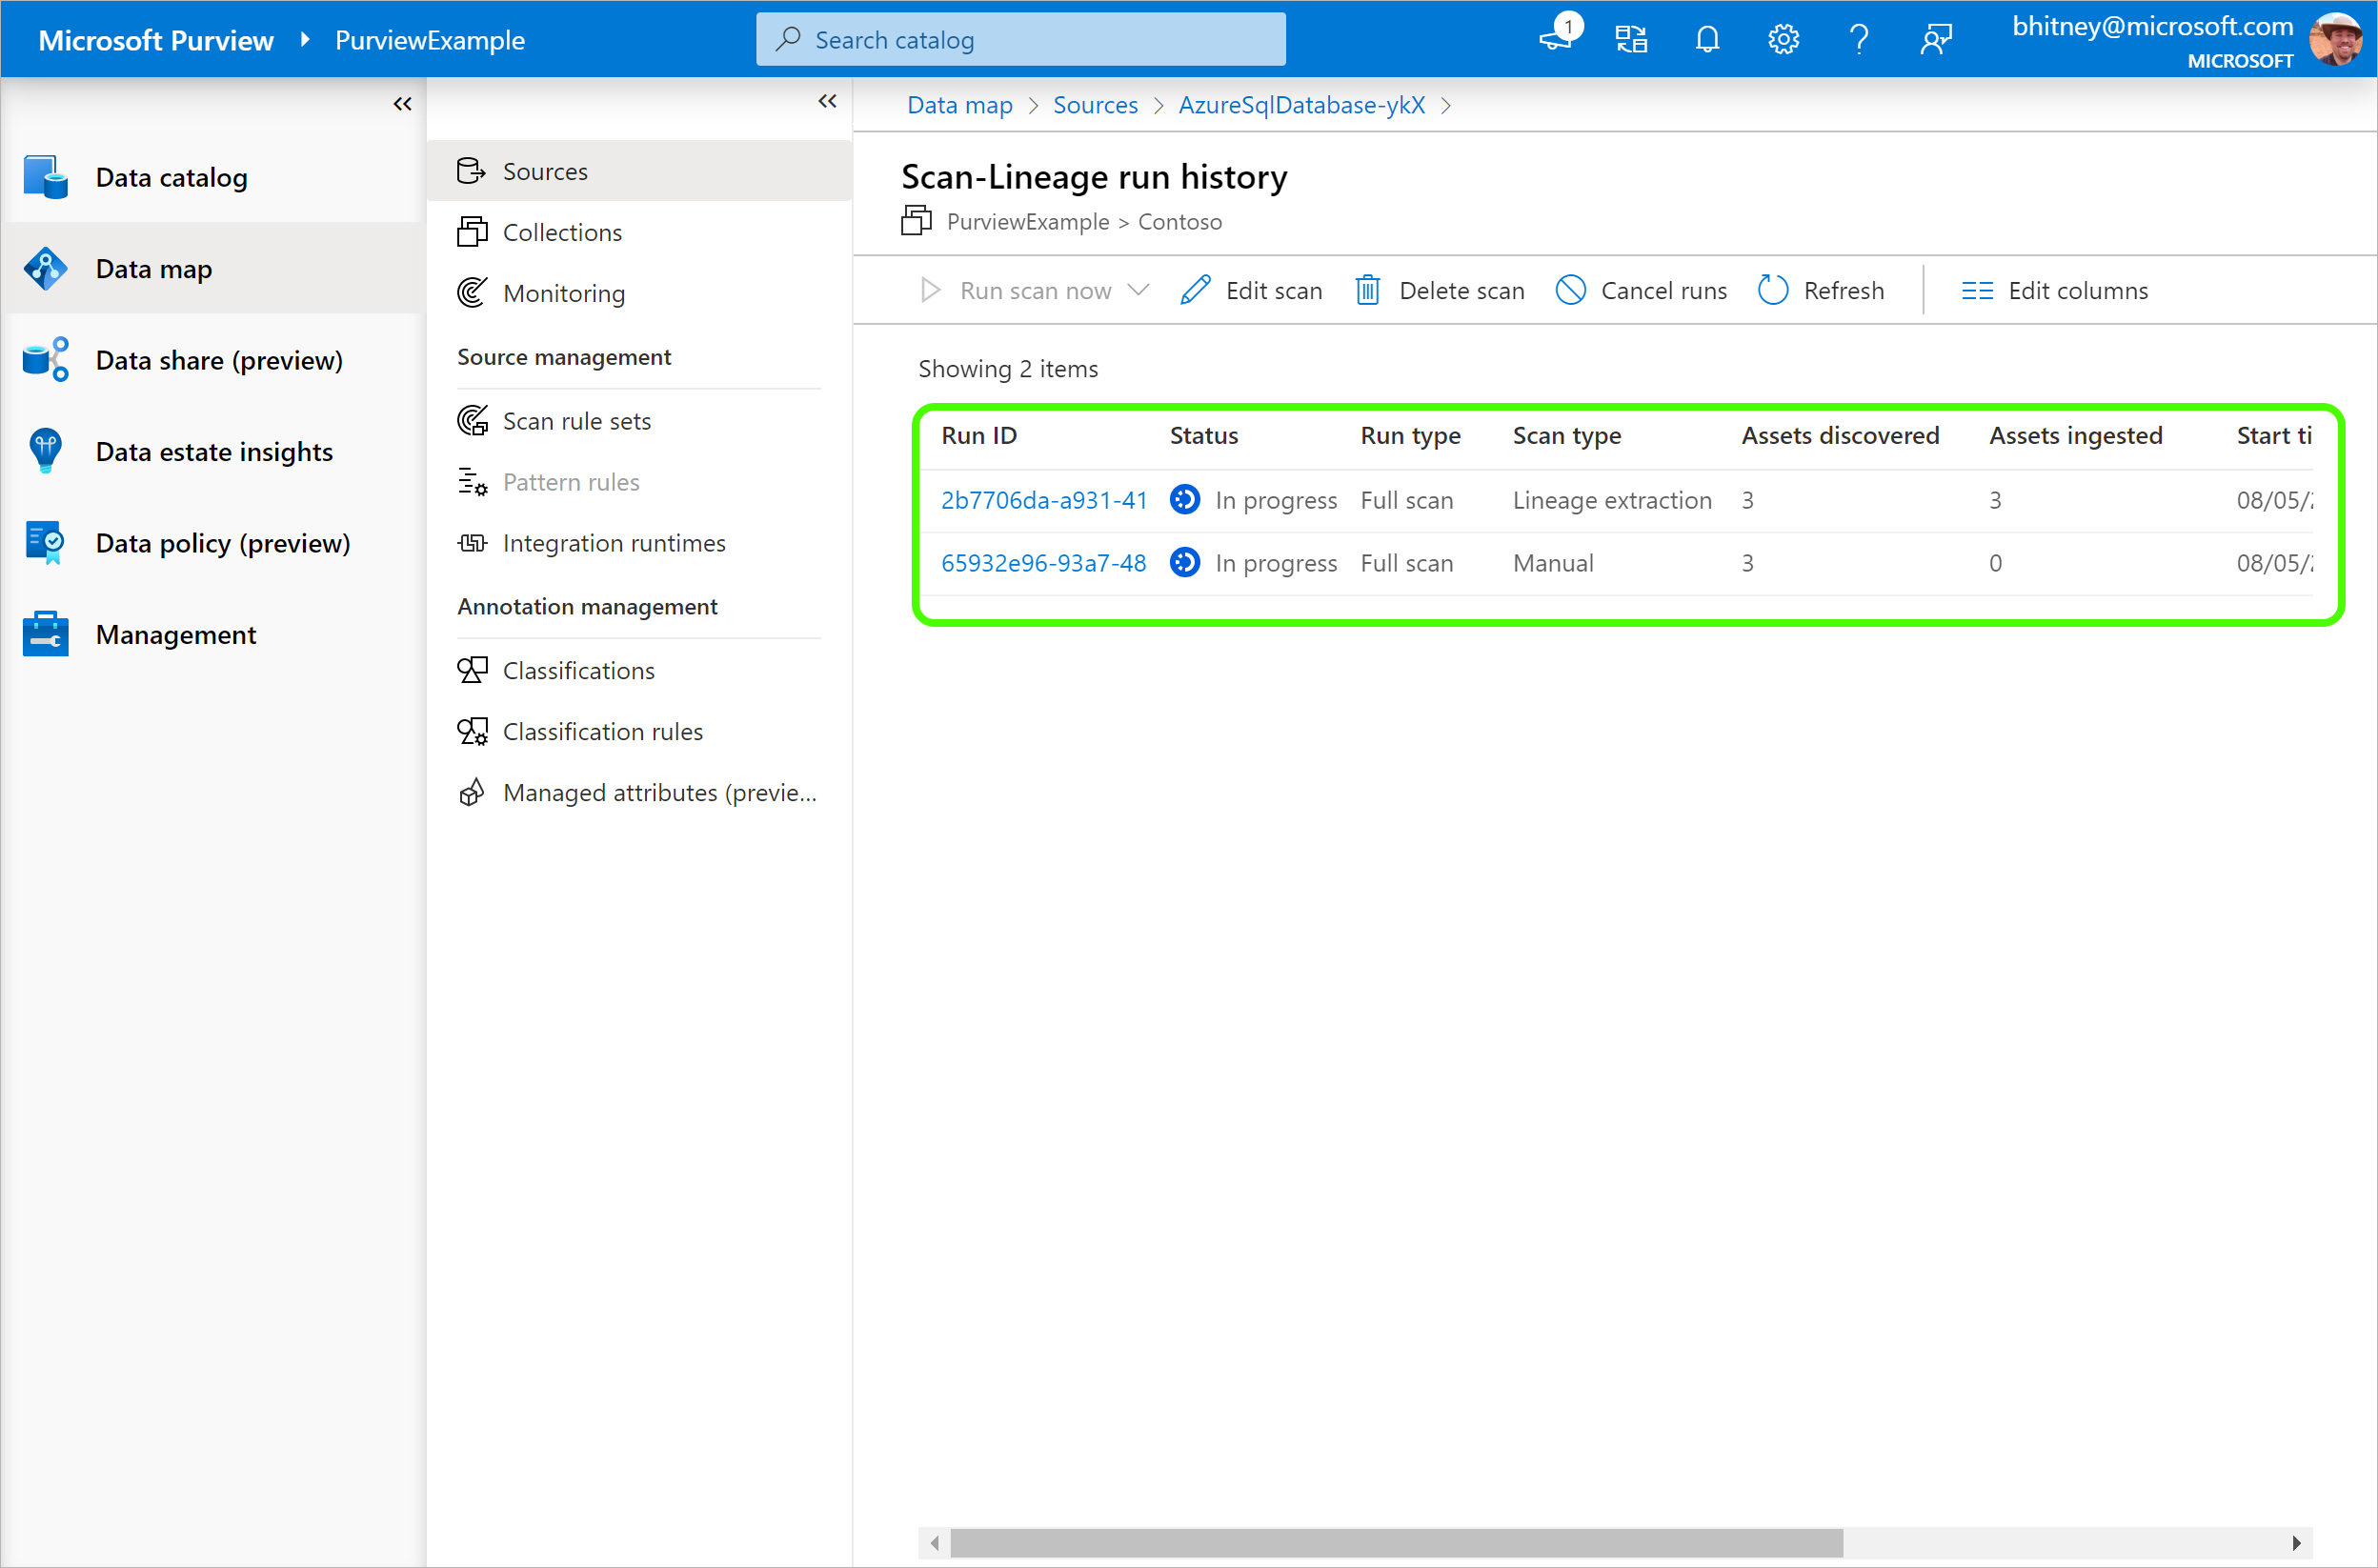 Microsoft Purview
PurviewExample
Search catalog
1
bhitney@microsoft.com
MICROSOFT
Data catalog
Data map
Data share (preview)
Data estate insights
Data policy (preview)
Management
Sources
Collections
Monitoring
Source management
Scan rule sets
Pattern rules
Integration runtimes
Annotation management
Classifications
Classification rules
Managed attributes (previe...
Data map > Sources > AzureSqlDatabase-ykX >
Scan-Lineage run history
PurviewExample > Contoso
Run scan now Edit scan Delete scan Cancel runs Refresh Edit columns
Showing 2 items
Run ID Status Run type Scan type Assets discovered Assets ingested Start ti
2b7706da-a931-41 In progress Full scan Lineage extraction 3 3 08/05/
65932e96-93a7-48 In progress Full scan Manual 3 0 08/05/